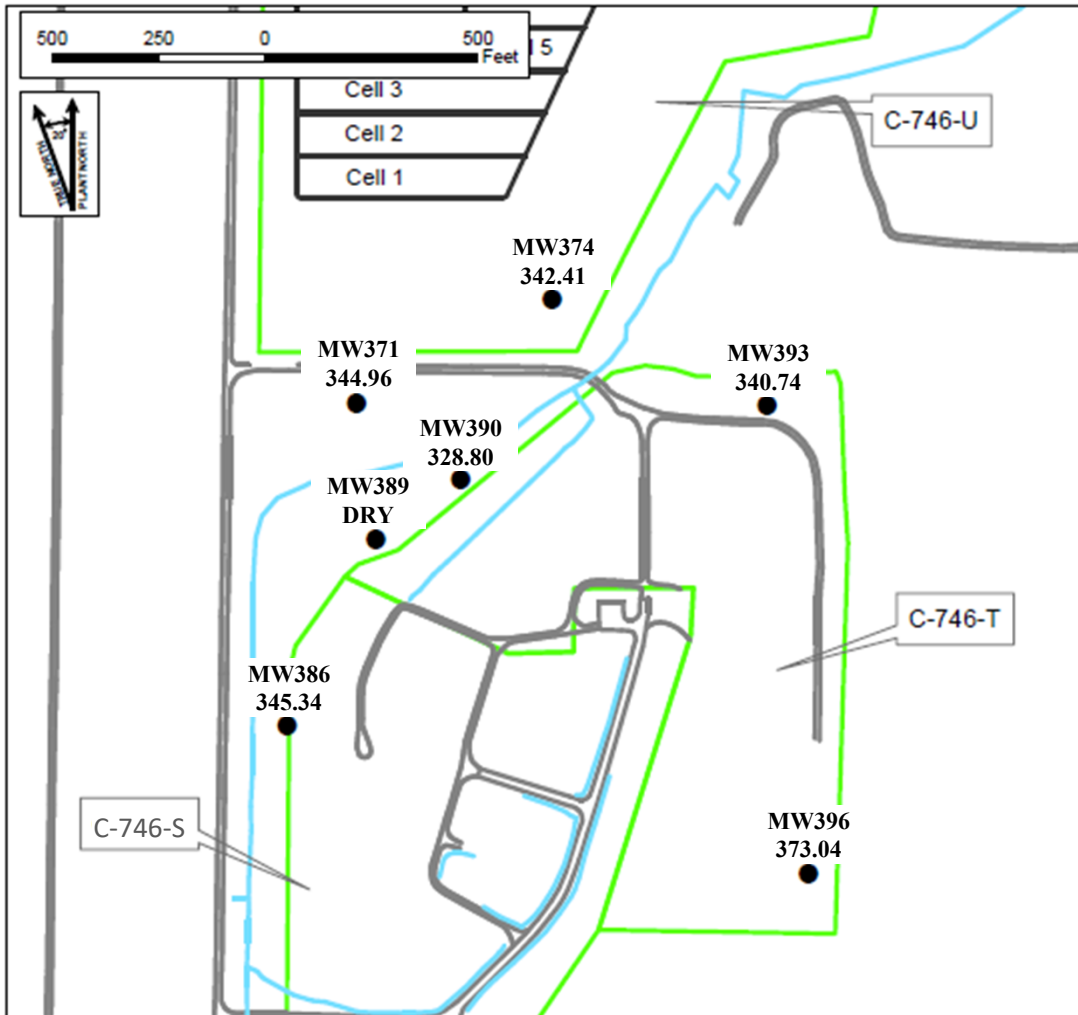 500 250 0 500
Feet
l 5
Cell 3
Cell 2
Cell 1
C-746-U
20°
TRUE NORTH
PLANT NORTH
MW374
342.41
MW371
344.96
MW393
340.74
MW390
328.80
MW389
DRY
C-746-T
MW386
345.34
C-746-S
MW396
373.04